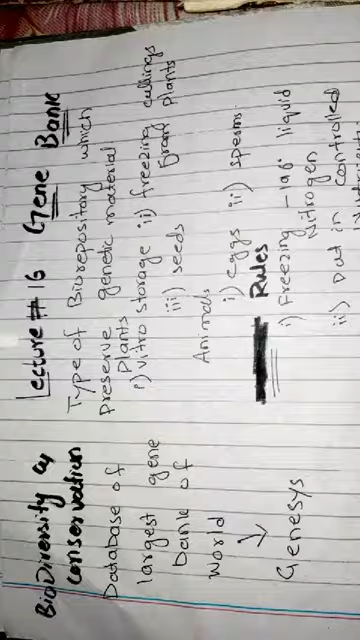 Lecture # 16 Gene Bank
Type of Biorepository which
preserve genetic material
Plants
i) vitro storage ii) freezing cuttings
from plants
iii) seeds
Animals
i) eggs ii) sperms.
Rules
i) Freezing -196° liquid
Nitrogen
ii) Put in controlled
BioDiversity &
conservation
Database of
largest gene
bank of
world
↓
Genesys